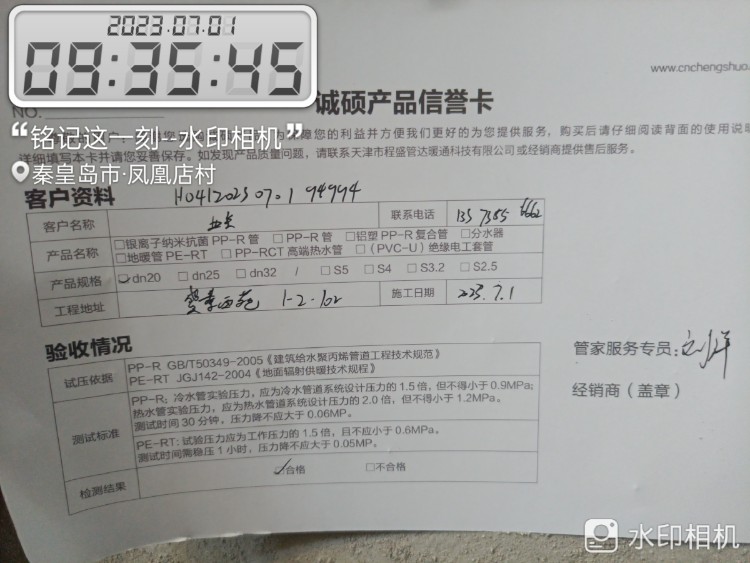 2023.07.01
09:35:45
www.cnchengshuo.
NO.
诚硕产品信誉卡
“铭记这一刻-水印相机”
障您的利益并方便我们更好的为您提供服务，购买后请仔细阅读背面的使用说
详细填写本卡并请您妥善保存。如发现产品质量问题，请联系天津市程盛管达暖通科技有限公司或经销商提供售后服务。
秦皇岛市·凤凰店村
客户资料 H041202307.01 94994
客户名称 联系电话 135 7385
产品名称 □银离子纳米抗菌PP-R管 □PP-R管 □铝塑PP-R复合管 □分水器
□地暖管PE-RT □PP-RCT高端热水管 □(PVC-U)绝缘电工套管
产品规格 ☑dn20 □dn25 □dn32 / □S5 □S4 □S3.2 □S2.5
工程地址 西苑 1-2-102 施工日期 223.7.1
验收情况
管家服务专员：
试压依据 PP-R GB/T50349-2005《建筑给水聚丙烯管道工程技术规范》
PE-RT JGJ142-2004《地面辐射供暖技术规程》
经销商（盖章）
测试标准 PP-R：冷水管实验压力，应为冷水管道系统设计压力的1.5倍，但不得小于0.9MPa；
热水管实验压力，应为热水管道系统设计压力的2.0倍，但不得小于1.2MPa。
测试时间30分钟，压力降不应大于0.06MP。
PE-RT：试验压力应为工作压力的1.5倍，且不应小于0.6MPa。
测试时间需稳压1小时，压力降不应大于0.05MP。
检测结果 ☑合格 □不合格
水印相机